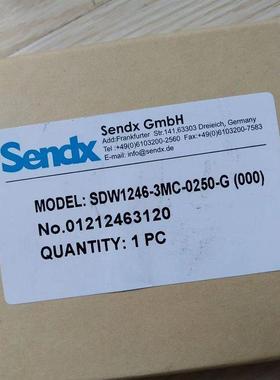 Sendx
Sendx GmbH
Add:Frankfurter Str.141,63303 Dreieich, Germany
Tel :+49(0)6103200-2560 Fax:+49(0)6103200-7583
E-mail: info@sendx.de
MODEL: SDW1246-3MC-0250-G (000)
No.01212463120
QUANTITY: 1 PC